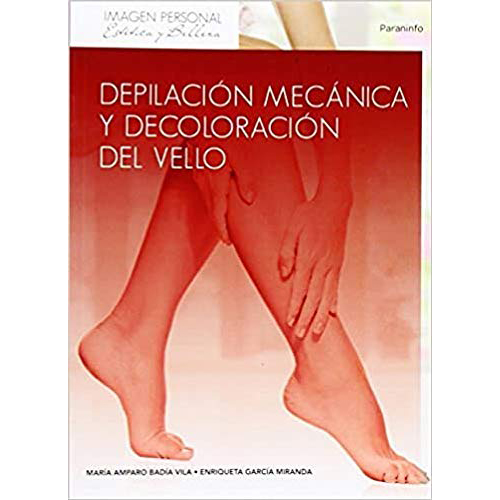 IMAGEN PERSONAL
Estética y Belleza
Paraninfo
DEPILACIÓN MECÁNICA
Y DECOLORACIÓN
DEL VELLO
MARÍA AMPARO BADÍA VILA • ENRIQUETA GARCÍA MIRANDA